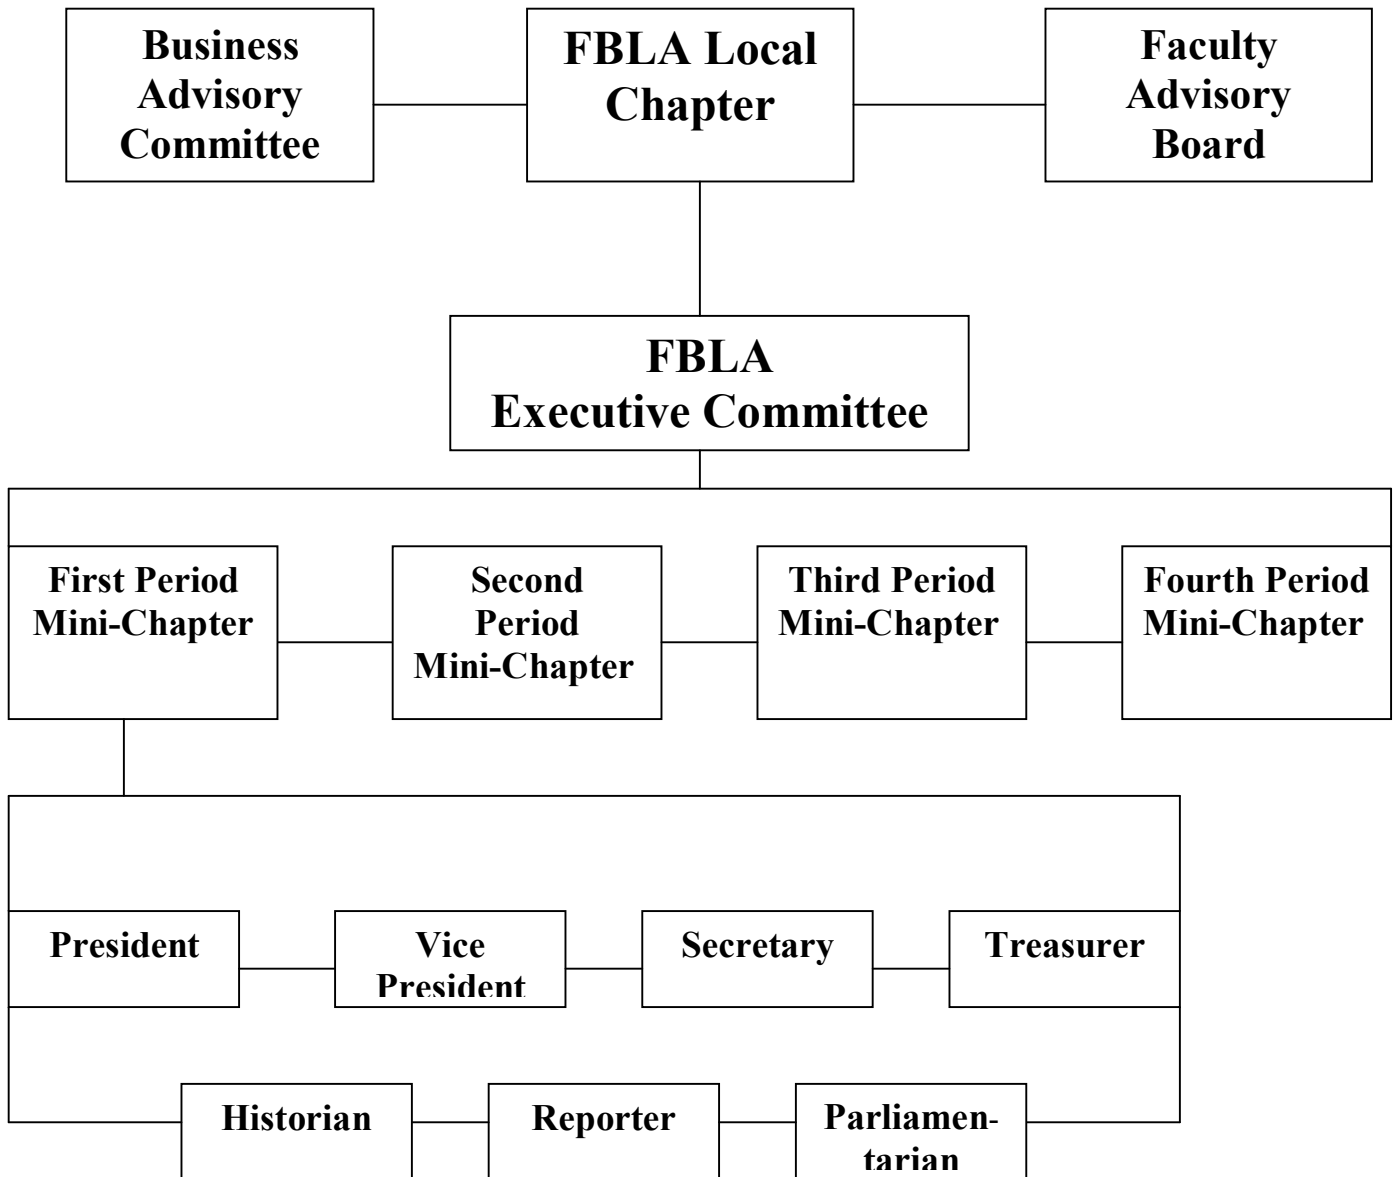 Business
Advisory
Committee
FBLA Local
Chapter
Faculty
Advisory
Board
FBLA
Executive Committee
First Period
Mini-Chapter
Second
Period
Mini-Chapter
Third Period
Mini-Chapter
Fourth Period
Mini-Chapter
President
Vice
President
Secretary
Treasurer
Historian
Reporter
Parliamen-
tarian